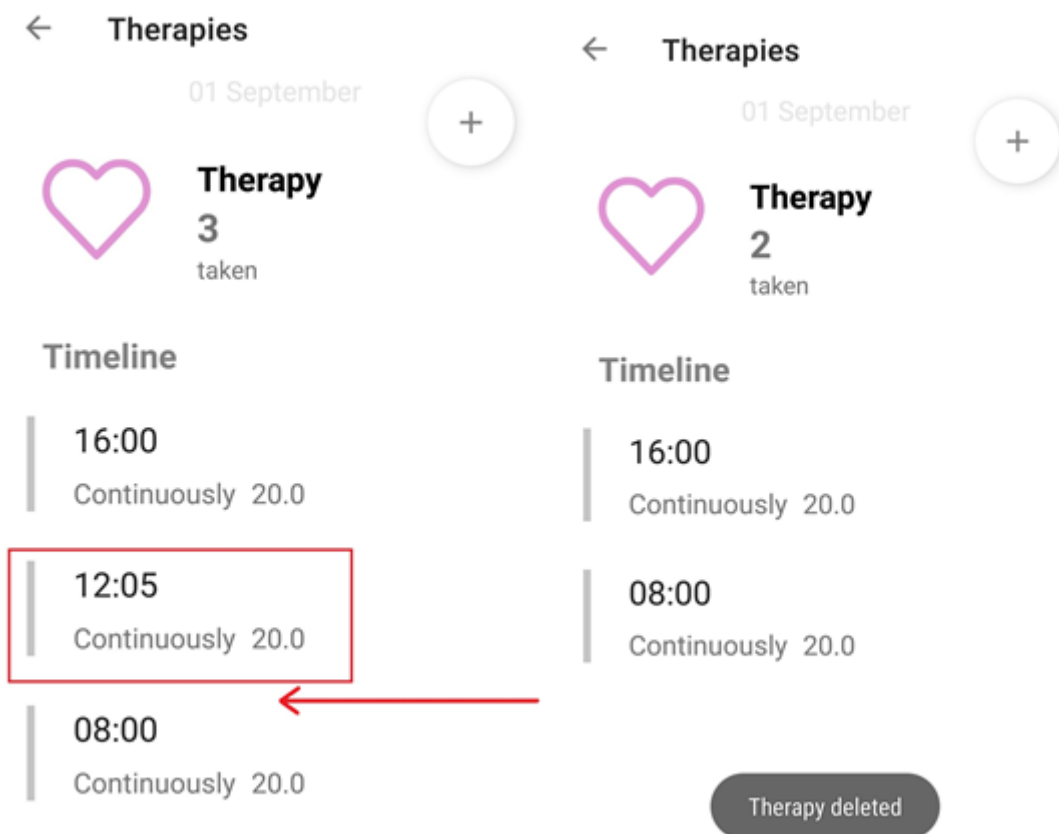 Therapies
01 September
+
Therapy
3
taken
Timeline
16:00
Continuously 20.0
12:05
Continuously 20.0
08:00
Continuously 20.0
Therapies
01 September
+
Therapy
2
taken
Timeline
16:00
Continuously 20.0
08:00
Continuously 20.0
Therapy deleted